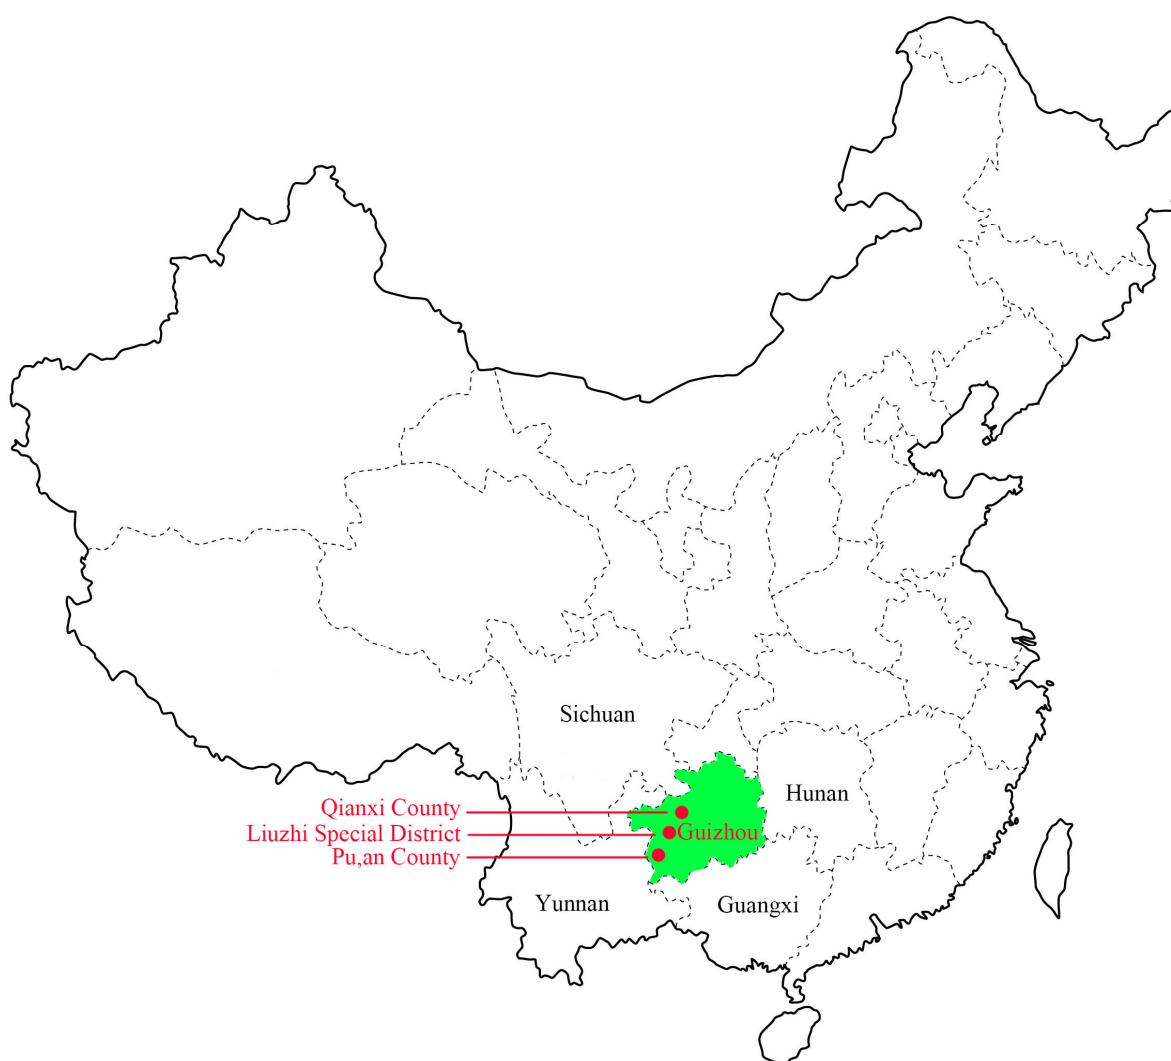 Sichuan
Hunan
Qianxi County
Liuzhi Special District
Guizhou
Pu,an County
Yunnan
Guangxi